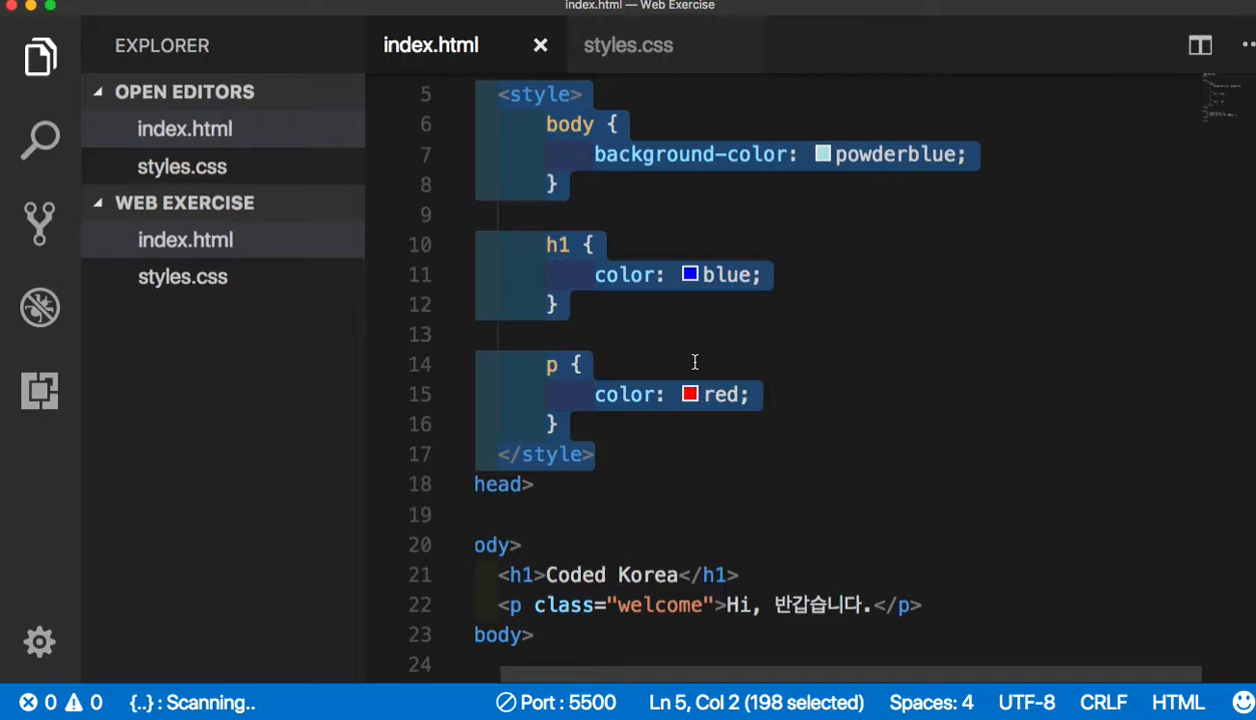 index.html — Web Exercise
EXPLORER
OPEN EDITORS
index.html
styles.css
WEB EXERCISE
index.html
styles.css
index.html
styles.css
5 <style>
6 body {
7 background-color: powderblue;
8 }
9
10 h1 {
11 color: blue;
12 }
13
14 p {
15 color: red;
16 }
17 </style>
18 head>
19
20 ody>
21 <h1>Coded Korea</h1>
22 <p class="welcome">Hi, 반갑습니다.</p>
23 body>
24
0 0 {..} : Scanning.. Port : 5500 Ln 5, Col 2 (198 selected) Spaces: 4 UTF-8 CRLF HTML